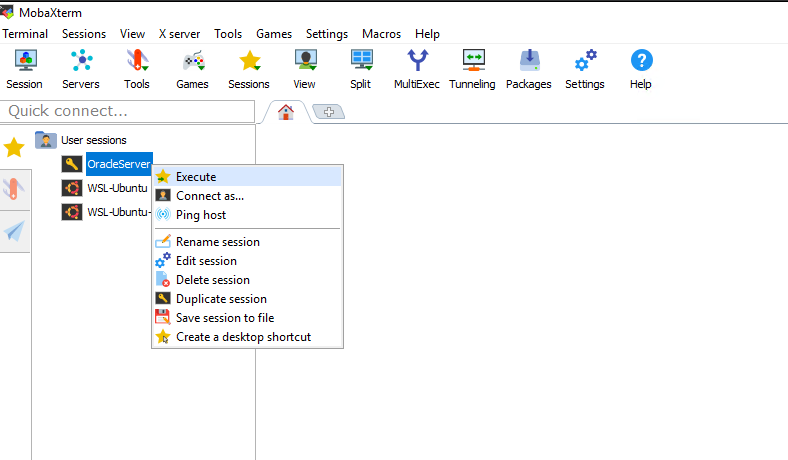 MobaXterm
Terminal Sessions View X server Tools Games Settings Macros Help
Session Servers Tools Games Sessions View Split MultiExec Tunneling Packages Settings Help
Quick connect...
User sessions
OracleServer
WSL-Ubuntu
WSL-Ubuntu-
Execute
Connect as...
Ping host
Rename session
Edit session
Delete session
Duplicate session
Save session to file
Create a desktop shortcut